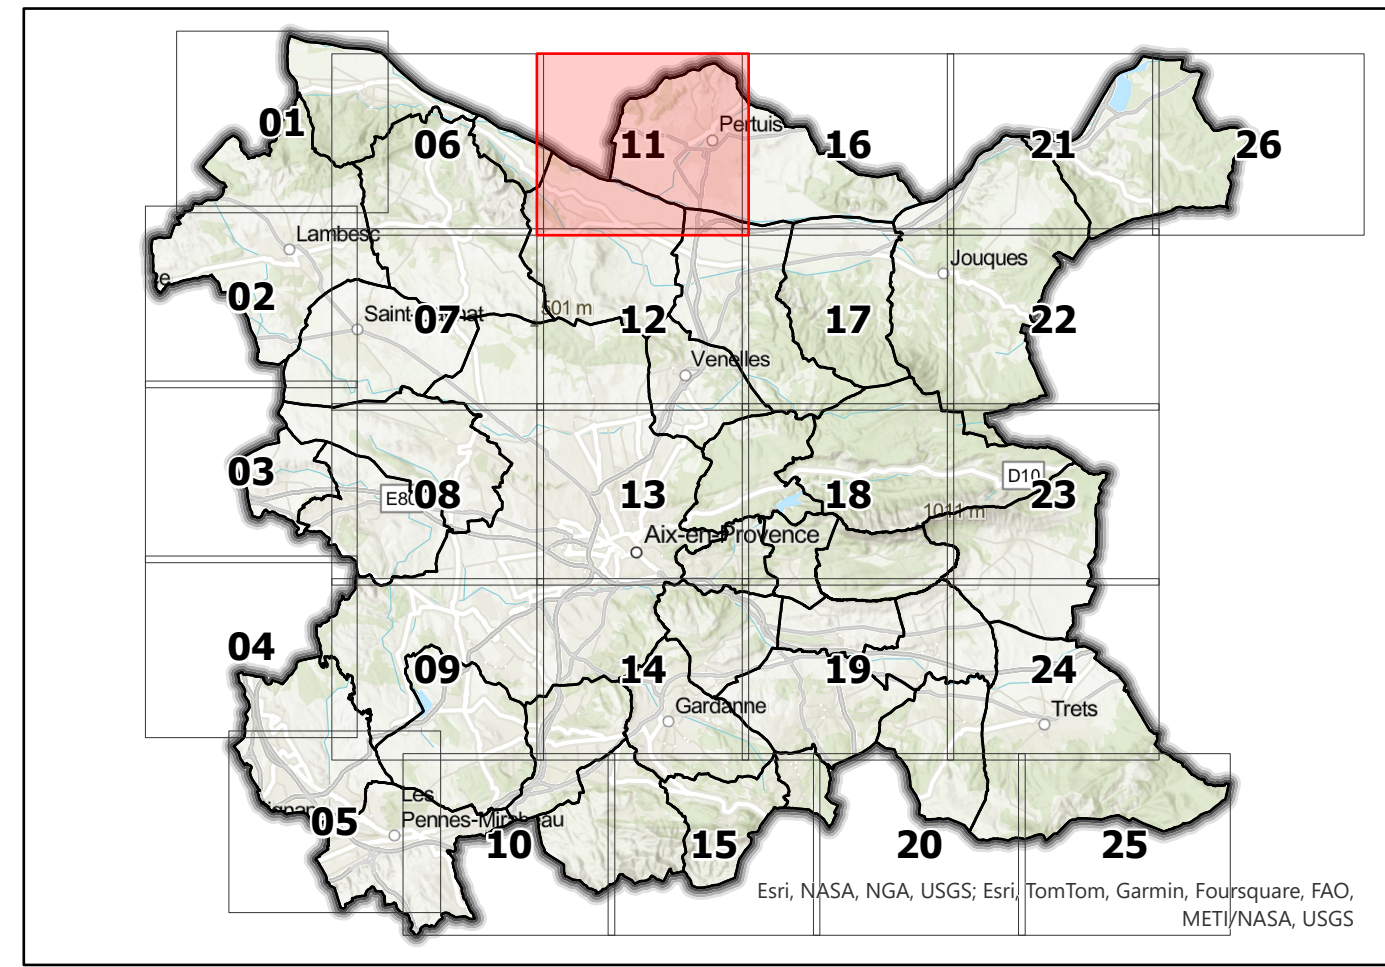 01
06
11
Pertuis
16
21
26
Lambesc
Jouques
02
Saint-
07
501 m
12
17
22
Venelles
03
E80
08
13
18
D10
23
1011 m
Aix-en-Provence
04
09
14
19
24
Gardanne
Trets
05
Les
Pennes-Mirabeau
10
15
20
25
Esri, NASA, NGA, USGS; Esri, TomTom, Garmin, Foursquare, FAO,
METI/NASA, USGS